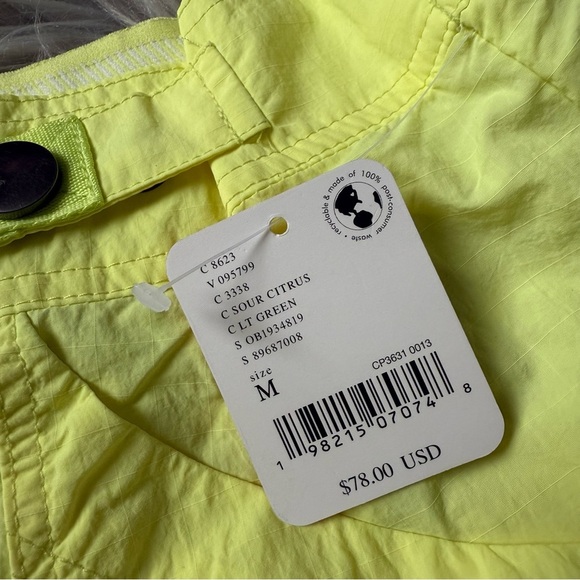 recyclable & made of 100% post-consumer waste •
C 8623
V 095799
C 3338
C SOUR CITRUS
C LT GREEN
S OB1934819
S 89687008
size
M
CP3631 0013
1 98215 07074 8
$78.00 USD